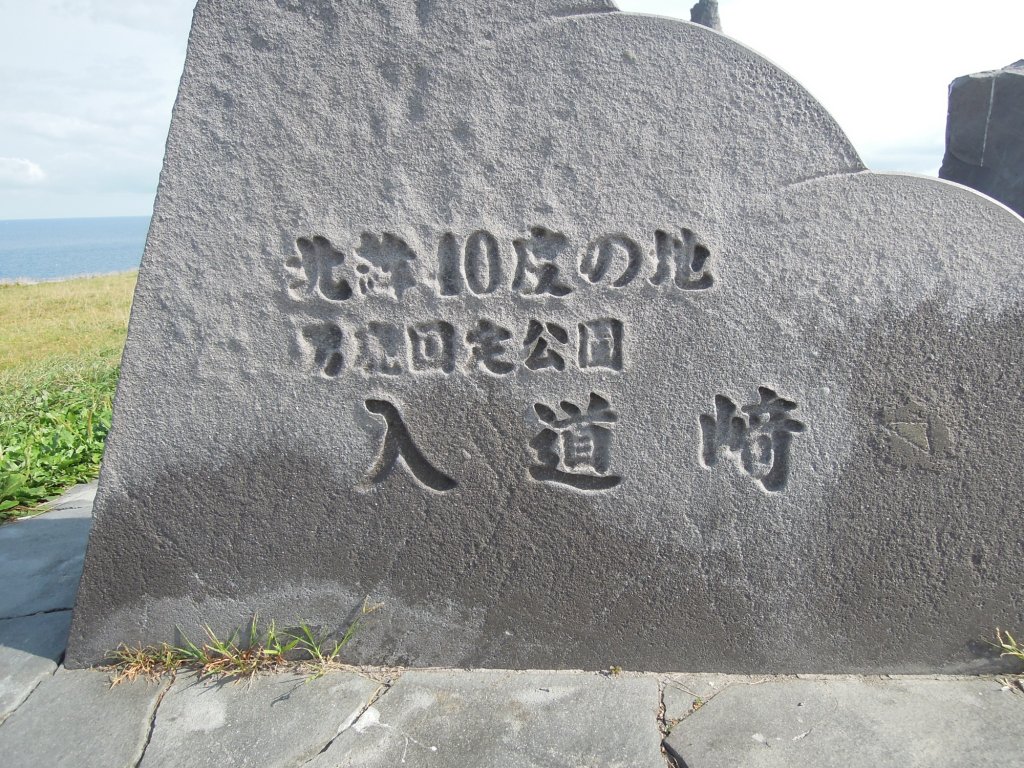 北緯40度の地
男鹿国定公園
入道崎